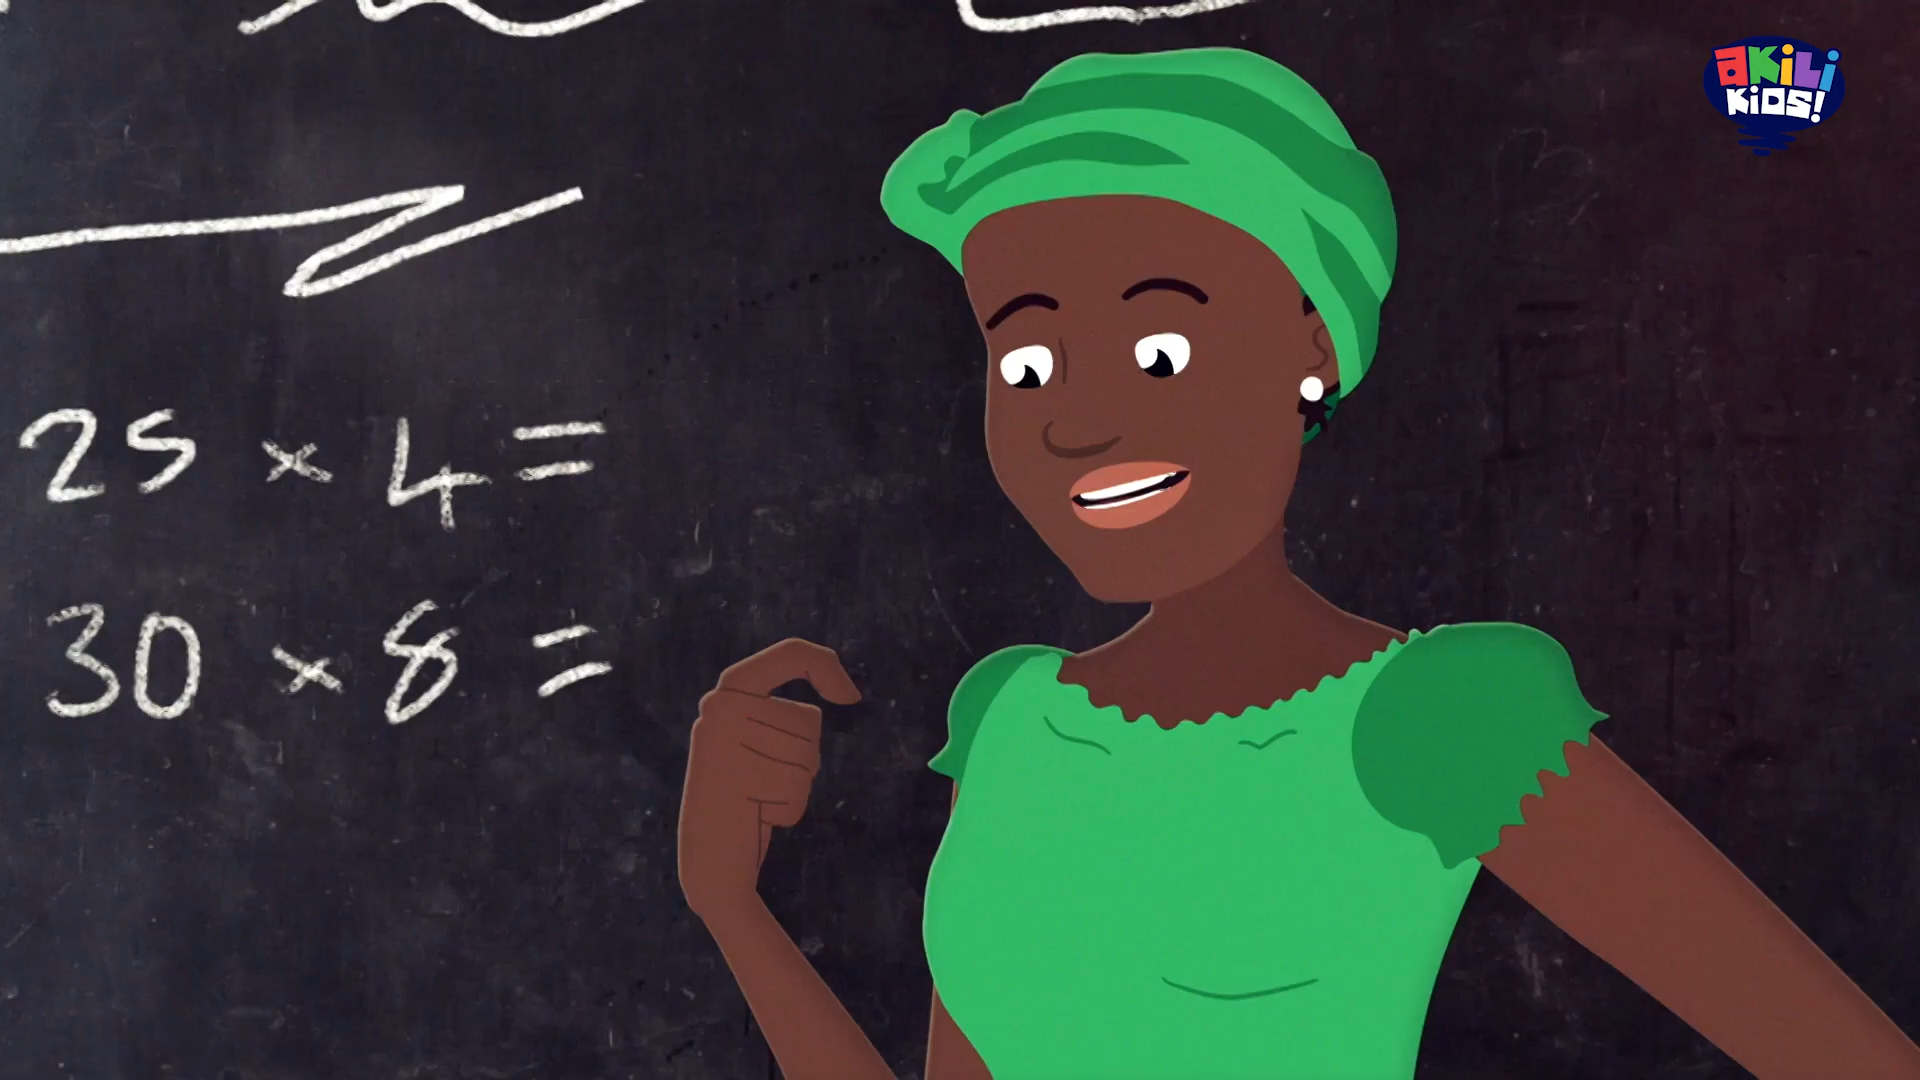 AKiLi
KiDS!
25 × 4 =
30 × 8 =